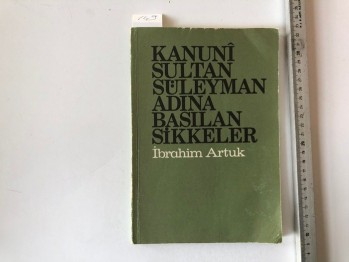 KANUNÎ
SULTAN
SÜLEYMAN
ADINA
BASILAN
SİKKELER
İbrahim Artuk